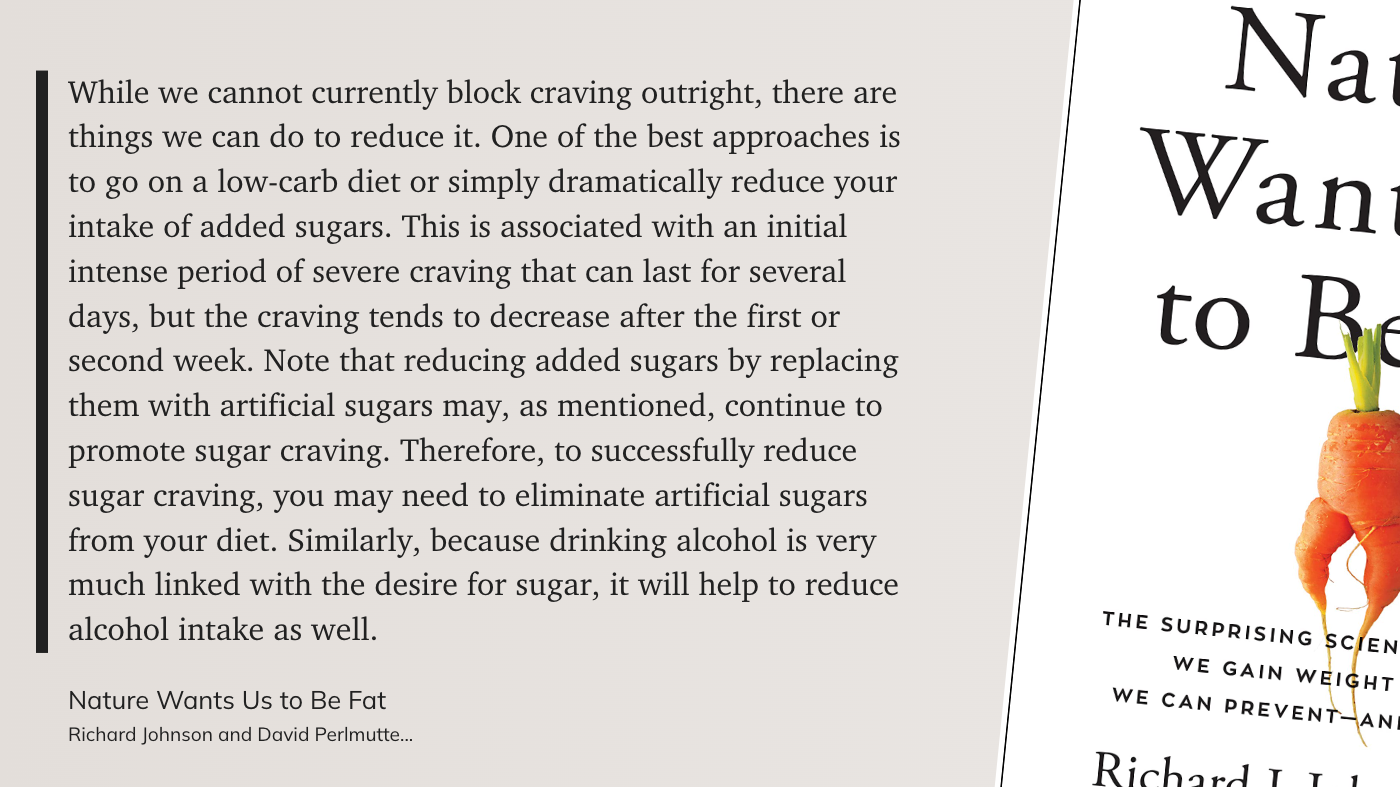 While we cannot currently block craving outright, there are
things we can do to reduce it. One of the best approaches is
to go on a low-carb diet or simply dramatically reduce your
intake of added sugars. This is associated with an initial
intense period of severe craving that can last for several
days, but the craving tends to decrease after the first or
second week. Note that reducing added sugars by replacing
them with artificial sugars may, as mentioned, continue to
promote sugar craving. Therefore, to successfully reduce
sugar craving, you may need to eliminate artificial sugars
from your diet. Similarly, because drinking alcohol is very
much linked with the desire for sugar, it will help to reduce
alcohol intake as well.
Nature Wants Us to Be Fat
Richard Johnson and David Perlmutte...
Nat
Want
to Be
THE SURPRISING SCIEN
WE GAIN WEIGHT
WE CAN PREVENT—AN
Richard J. Joh